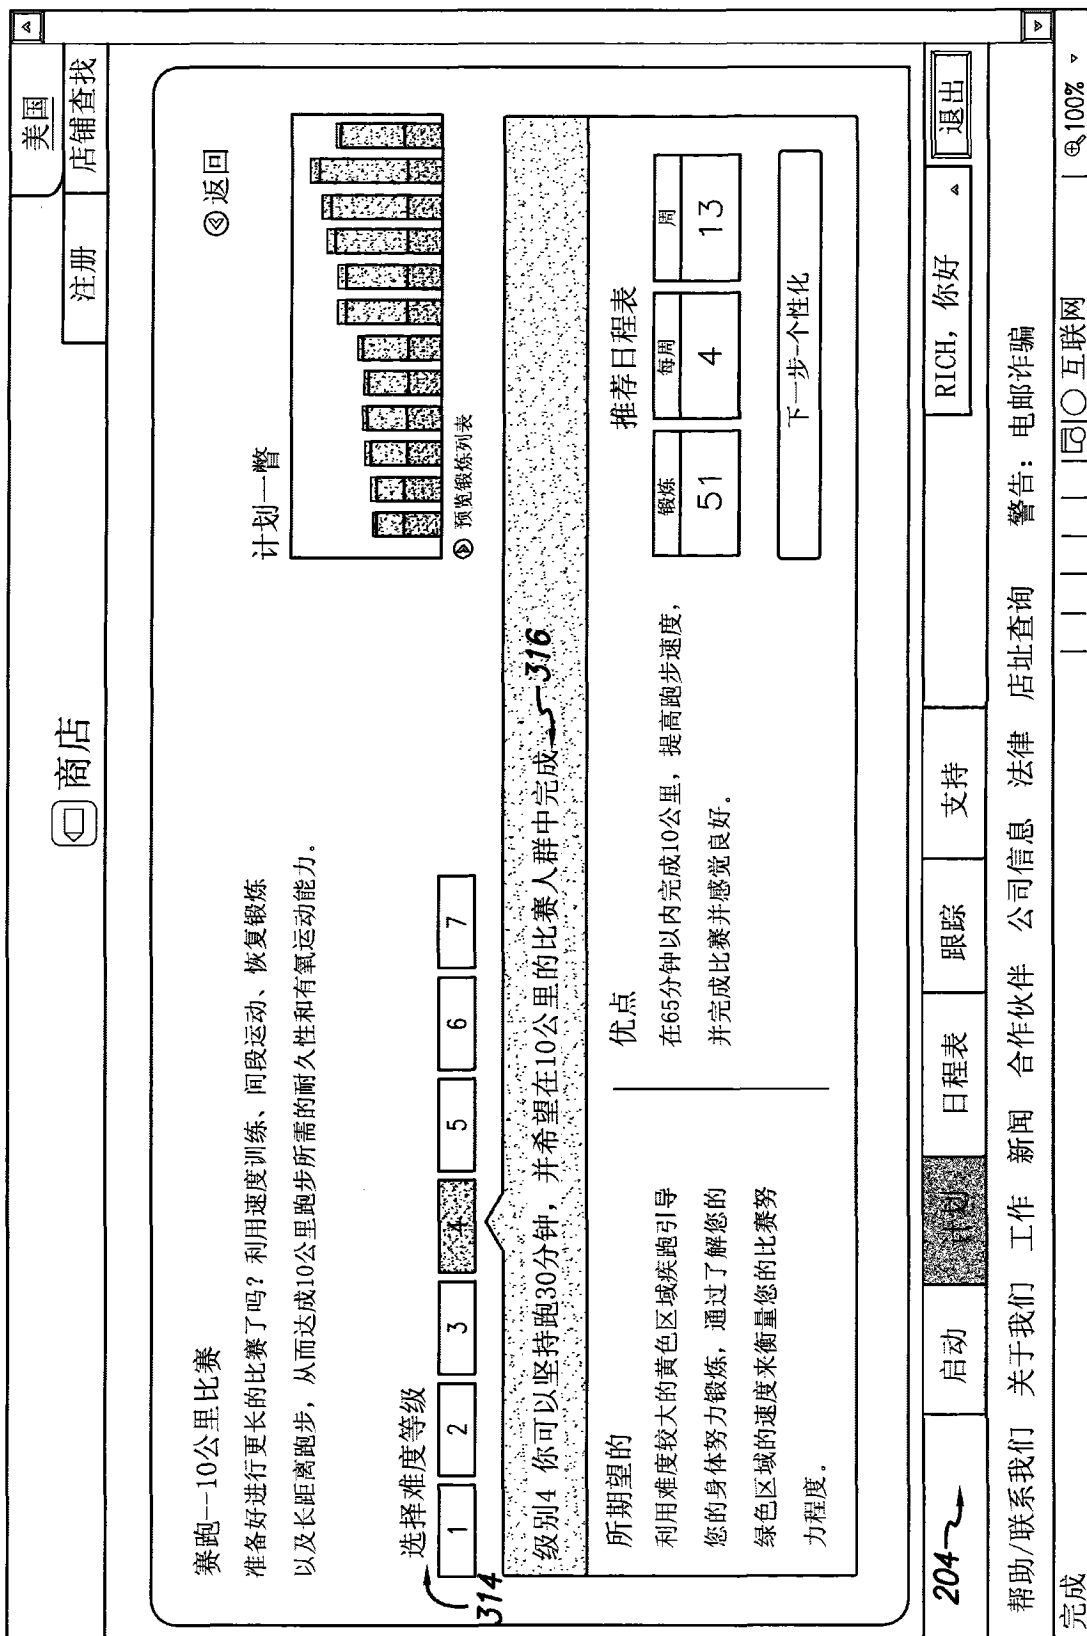 美国
商店
注册
店铺查找
赛跑--10公里比赛
返回
准备好进行更长的比赛了吗？利用速度训练、间段运动、恢复锻炼
以及长距离跑步，从而达成10公里跑步所需的耐久性和有氧运动能力。
计划一瞥
预览锻炼列表
选择难度等级
1 2 3 4 5 6 7
314
级别4 你可以坚持跑30分钟，并希望在10公里的比赛人群中完成
316
所期望的
利用难度较大的黄色区域疾跑引导
您的身体努力锻炼，通过了解您的
绿色区域的速度来衡量您的比赛努
力程度。
优点
在65分钟以内完成10公里，提高跑步速度，
并完成比赛并感觉良好。
推荐日程表
锻炼 每周 周
51 4 13
下一步-个性化
204
启动 计划 日程表 跟踪 支持
RICH，你好
退出
帮助/联系我们 关于我们 工作 新闻 合作伙伴 公司信息 法律 店址查询 警告：电邮诈骗
完成
互联网
100%